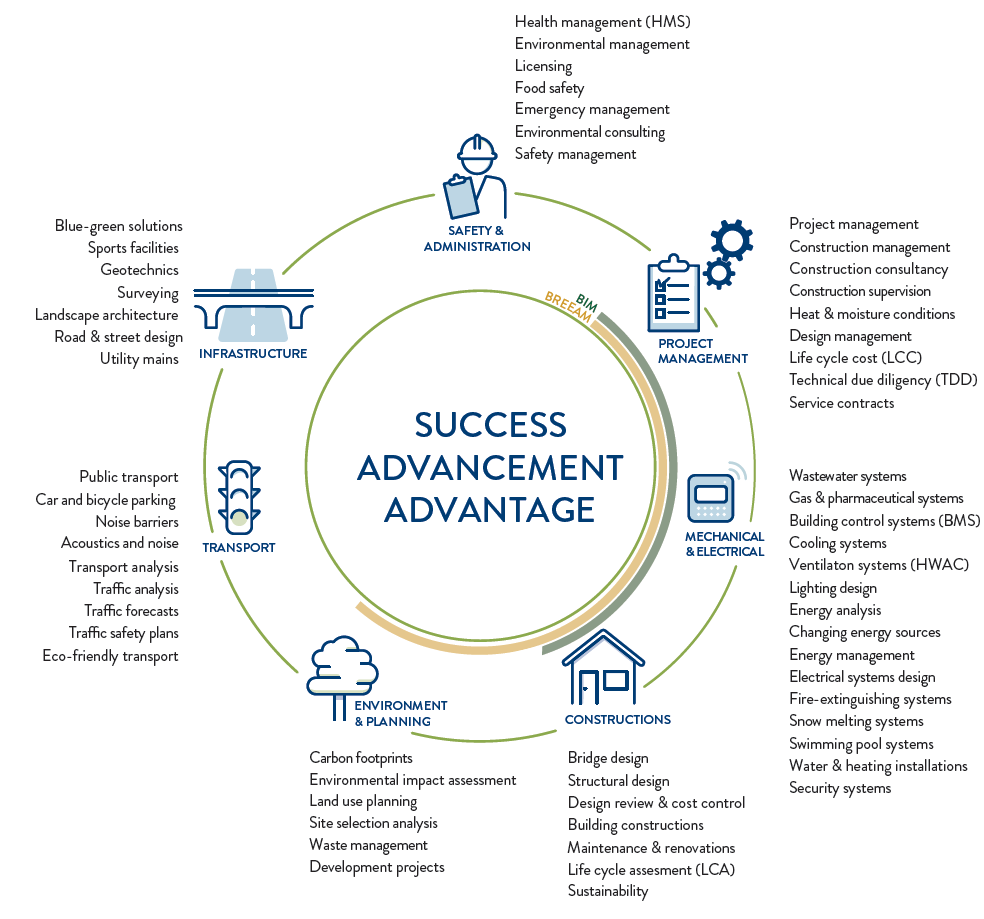 Health management (HMS)
Environmental management
Licensing
Food safety
Emergency management
Environmental consulting
Safety management
SAFETY &
ADMINISTRATION
Project management
Construction management
Construction consultancy
Construction supervision
Heat & moisture conditions
Design management
Life cycle cost (LCC)
Technical due diligency (TDD)
Service contracts
PROJECT
MANAGEMENT
Blue-green solutions
Sports facilities
Geotechnics
Surveying
Landscape architecture
Road & street design
Utility mains
INFRASTRUCTURE
BIM
BREEAM
SUCCESS
ADVANCEMENT
ADVANTAGE
Wastewater systems
Gas & pharmaceutical systems
Building control systems (BMS)
Cooling systems
Ventilaton systems (HWAC)
Lighting design
Energy analysis
Changing energy sources
Energy management
Electrical systems design
Fire-extinguishing systems
Snow melting systems
Swimming pool systems
Water & heating installations
Security systems
MECHANICAL
& ELECTRICAL
Public transport
Car and bicycle parking
Noise barriers
Acoustics and noise
Transport analysis
Traffic analysis
Traffic forecasts
Traffic safety plans
Eco-friendly transport
TRANSPORT
ENVIRONMENT
& PLANNING
Carbon footprints
Environmental impact assessment
Land use planning
Site selection analysis
Waste management
Development projects
CONSTRUCTIONS
Bridge design
Structural design
Design review & cost control
Building constructions
Maintenance & renovations
Life cycle assesment (LCA)
Sustainability